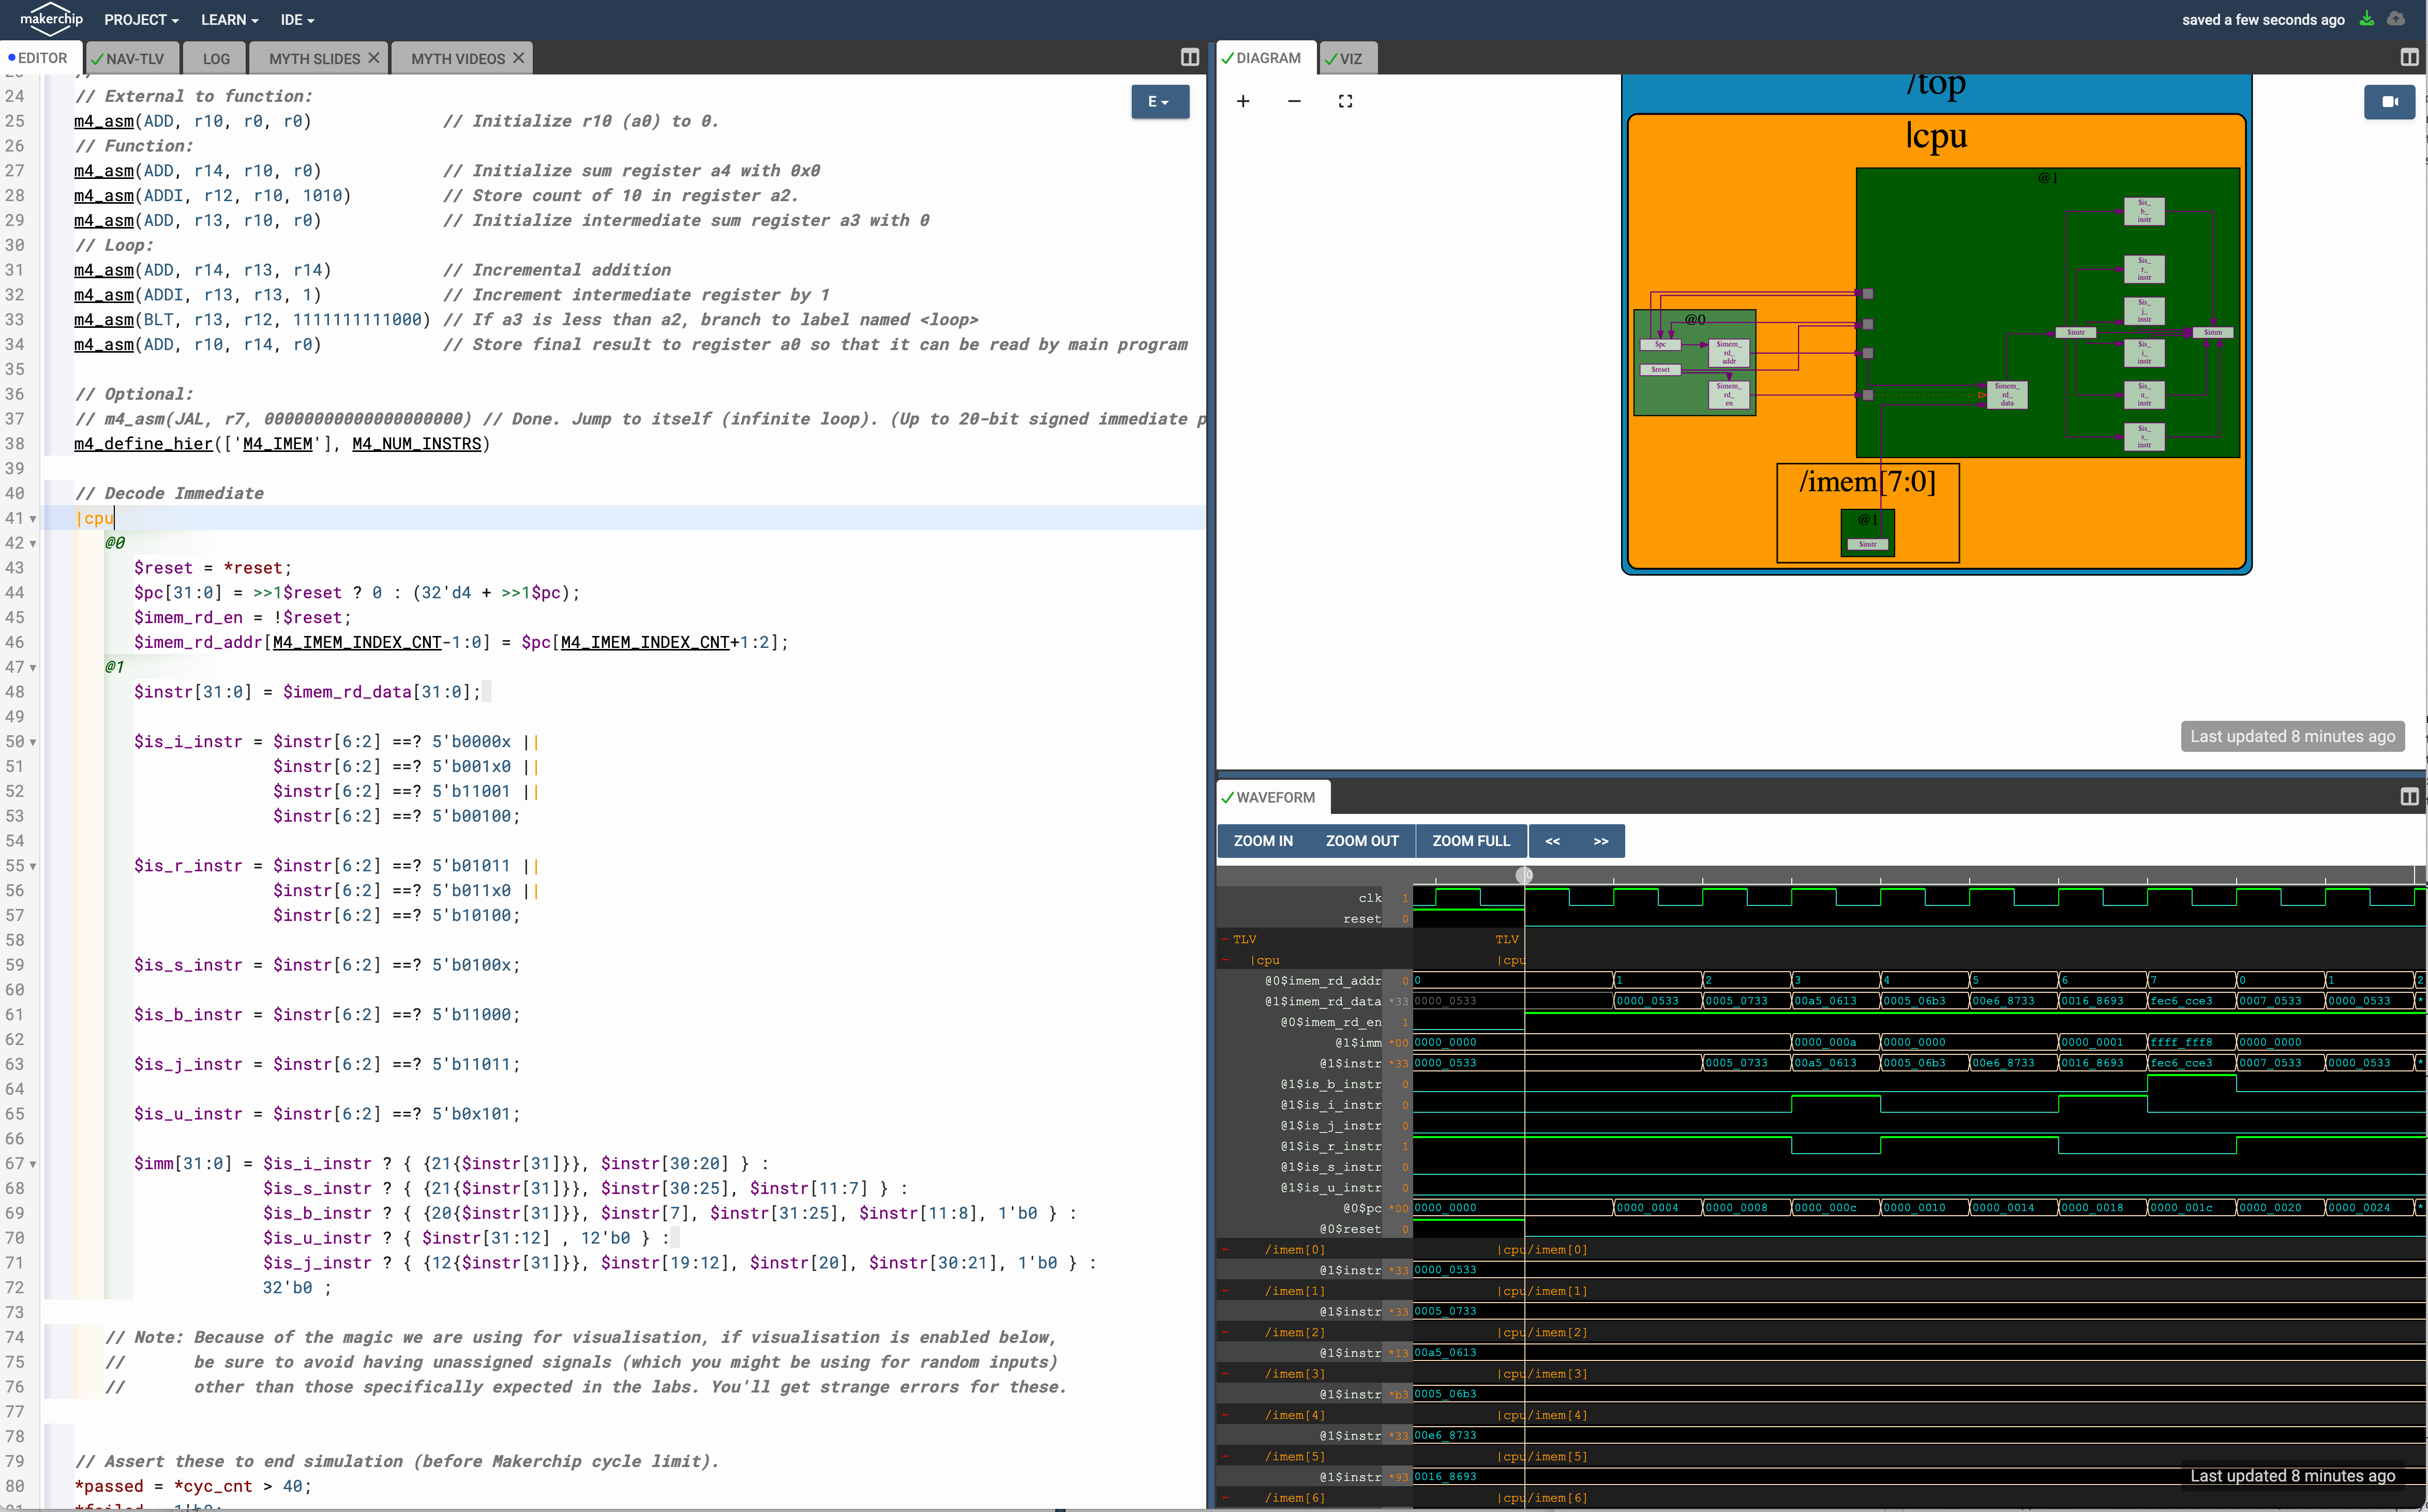 makerchip PROJECT LEARN IDE saved a few seconds ago
EDITOR NAV-TLV LOG MYTH SLIDES MYTH VIDEOS
E
24 // External to function:
25 m4_asm(ADD, r10, r0, r0) // Initialize r10 (a0) to 0.
26 // Function:
27 m4_asm(ADD, r14, r10, r0) // Initialize sum register a4 with 0x0
28 m4_asm(ADDI, r12, r10, 1010) // Store count of 10 in register a2.
29 m4_asm(ADD, r13, r10, r0) // Initialize intermediate sum register a3 with 0
30 // Loop:
31 m4_asm(ADD, r14, r13, r14) // Incremental addition
32 m4_asm(ADDI, r13, r13, 1) // Increment intermediate register by 1
33 m4_asm(BLT, r13, r12, 1111111111000) // If a3 is less than a2, branch to label named <loop>
34 m4_asm(ADD, r10, r14, r0) // Store final result to register a0 so that it can be read by main program
35
36 // Optional:
37 // m4_asm(JAL, r7, 00000000000000000000) // Done. Jump to itself (infinite loop). (Up to 20-bit signed immediate p
38 m4_define_hier(['M4_IMEM'], M4_NUM_INSTRS)
39
40 // Decode Immediate
41 |cpu
42 @0
43 $reset = *reset;
44 $pc[31:0] = >>1$reset ? 0 : (32'd4 + >>1$pc);
45 $imem_rd_en = !$reset;
46 $imem_rd_addr[M4_IMEM_INDEX_CNT-1:0] = $pc[M4_IMEM_INDEX_CNT+1:2];
47 @1
48 $instr[31:0] = $imem_rd_data[31:0];
49
50 $is_i_instr = $instr[6:2] ==? 5'b0000x ||
51 $instr[6:2] ==? 5'b001x0 ||
52 $instr[6:2] ==? 5'b11001 ||
53 $instr[6:2] ==? 5'b00100;
54
55 $is_r_instr = $instr[6:2] ==? 5'b01011 ||
56 $instr[6:2] ==? 5'b011x0 ||
57 $instr[6:2] ==? 5'b10100;
58
59 $is_s_instr = $instr[6:2] ==? 5'b0100x;
60
61 $is_b_instr = $instr[6:2] ==? 5'b11000;
62
63 $is_j_instr = $instr[6:2] ==? 5'b11011;
64
65 $is_u_instr = $instr[6:2] ==? 5'b0x101;
66
67 $imm[31:0] = $is_i_instr ? { {21{$instr[31]}}, $instr[30:20] } :
68 $is_s_instr ? { {21{$instr[31]}}, $instr[30:25], $instr[11:7] } :
69 $is_b_instr ? { {20{$instr[31]}}, $instr[7], $instr[31:25], $instr[11:8], 1'b0 } :
70 $is_u_instr ? { $instr[31:12] , 12'b0 } :
71 $is_j_instr ? { {12{$instr[31]}}, $instr[19:12], $instr[20], $instr[30:21], 1'b0 } :
72 32'b0 ;
73
74 // Note: Because of the magic we are using for visualisation, if visualisation is enabled below,
75 // be sure to avoid having unassigned signals (which you might be using for random inputs)
76 // other than those specifically expected in the labs. You'll get strange errors for these.
77
78
79 // Assert these to end simulation (before Makerchip cycle limit).
80 *passed = *cyc_cnt > 40;
DIAGRAM VIZ
/top
|cpu
@1
$is_b_instr
$is_r_instr
$is_j_instr
$instr $imm
$is_i_instr
$is_u_instr
$is_s_instr
@0
$pc $imem_rd_addr
$reset
$imem_rd_en
$imem_rd_data
/imem[7:0]
@1
$instr
Last updated 8 minutes ago
WAVEFORM
ZOOM IN ZOOM OUT ZOOM FULL << >>
clk 1
reset 0
TLV TLV
|cpu |cpu
@0$imem_rd_addr 0 0 1 2 3 4 5 6 7 0 1 2
@1$imem_rd_data *33 0000_0533 0000_0533 0005_0733 00a5_0613 0005_06b3 00e6_8733 0016_8693 fec6_cce3 0007_0533 0000_0533 *
@0$imem_rd_en 1
@1$imm *00 0000_0000 0000_000a 0000_0000 0000_0001 ffff_fff8 0000_0000
@1$instr *33 0000_0533 0005_0733 00a5_0613 0005_06b3 00e6_8733 0016_8693 fec6_cce3 0007_0533 0000_0533 *
@1$is_b_instr 0
@1$is_i_instr 0
@1$is_j_instr 0
@1$is_r_instr 1
@1$is_s_instr 0
@1$is_u_instr 0
@0$pc *00 0000_0000 0000_0004 0000_0008 0000_000c 0000_0010 0000_0014 0000_0018 0000_001c 0000_0020 0000_0024 *
@0$reset 0
/imem[0] |cpu/imem[0]
@1$instr *33 0000_0533
/imem[1] |cpu/imem[1]
@1$instr *33 0005_0733
/imem[2] |cpu/imem[2]
@1$instr *13 00a5_0613
/imem[3] |cpu/imem[3]
@1$instr *b3 0005_06b3
/imem[4] |cpu/imem[4]
@1$instr *33 00e6_8733
/imem[5] |cpu/imem[5]
@1$instr *93 0016_8693
Last updated 8 minutes ago
/imem[6] |cpu/imem[6]